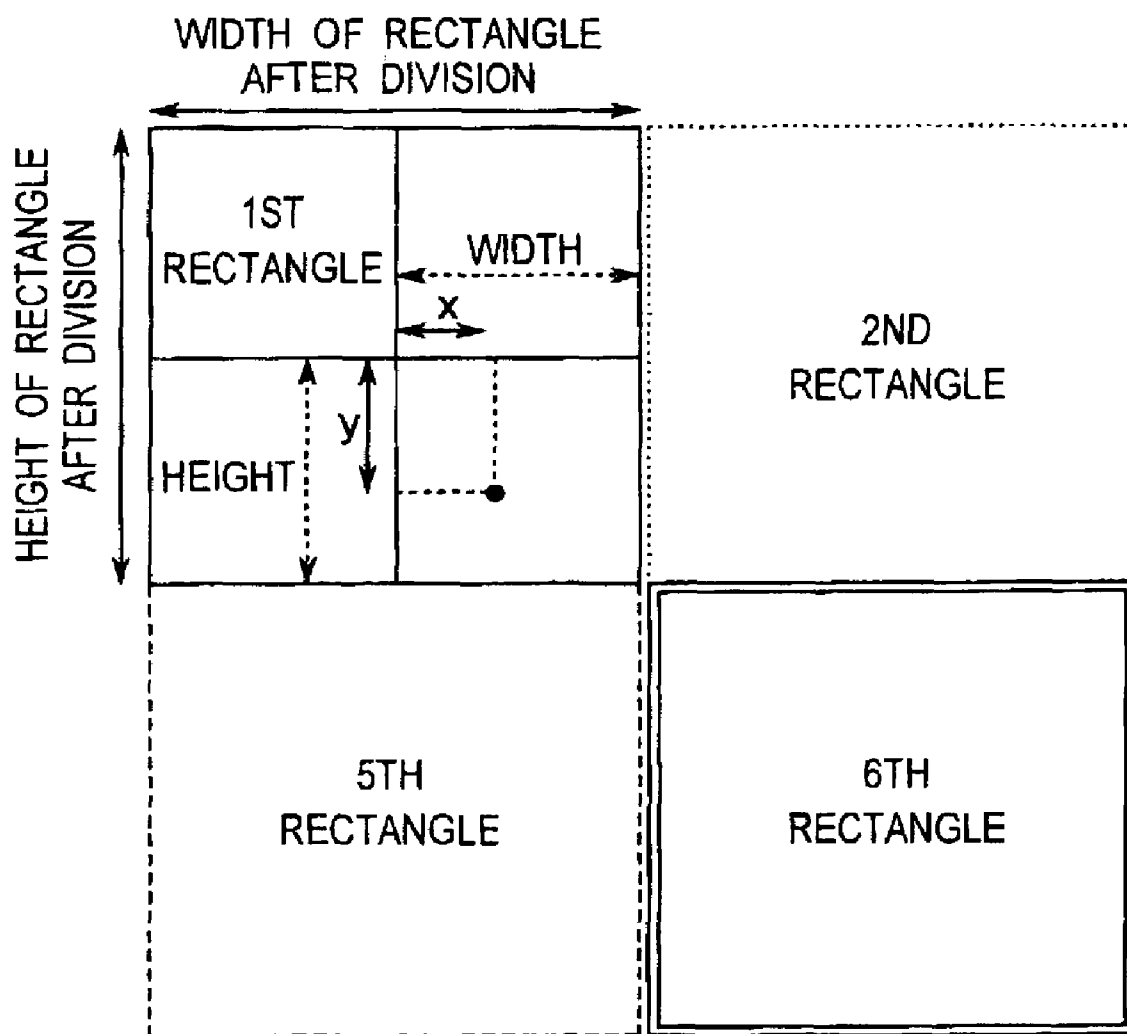 WIDTH OF RECTANGLE
AFTER DIVISION
HEIGHT OF RECTANGLE
AFTER DIVISION
1ST
RECTANGLE
WIDTH
x
y
HEIGHT
2ND
RECTANGLE
5TH
RECTANGLE
6TH
RECTANGLE